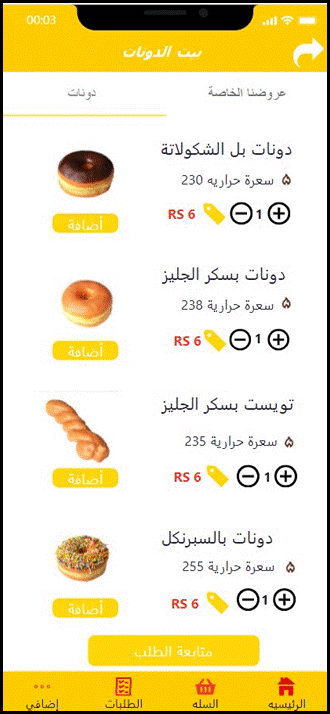 00:03
بيت الدونات
عروضنا الخاصة
دونات
دونات بل الشكولاتة
سعرة حراريه 230
1
RS 6
أضافة
دونات بسكر الجليز
سعرة حرارية 238
1
RS 6
أضافة
تويست بسكر الجليز
سعرة حرارية 235
1
RS 6
أضافة
دونات بالسبرنكل
سعرة حرارية 255
1
RS 6
أضافة
متابعة الطلب
الرئيسيه
السله
الطلبات
إضافي